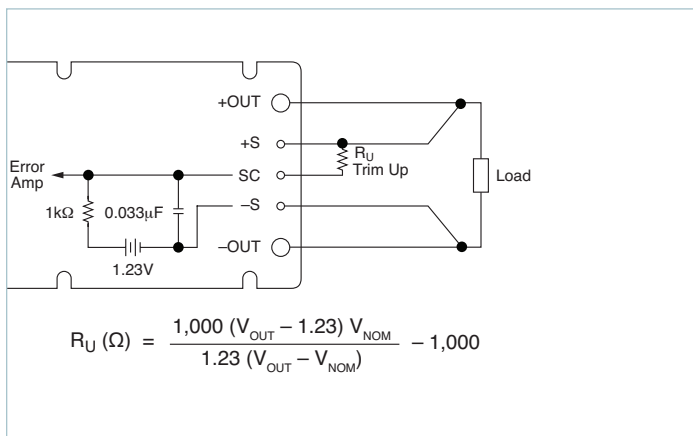 +OUT
+S
R_U
Trim Up
Error
Amp
SC
Load
1kΩ
0.033μF
–S
–OUT
1.23V
R_U (Ω) = 1,000 (V_OUT – 1.23) V_NOM / 1.23 (V_OUT – V_NOM) – 1,000